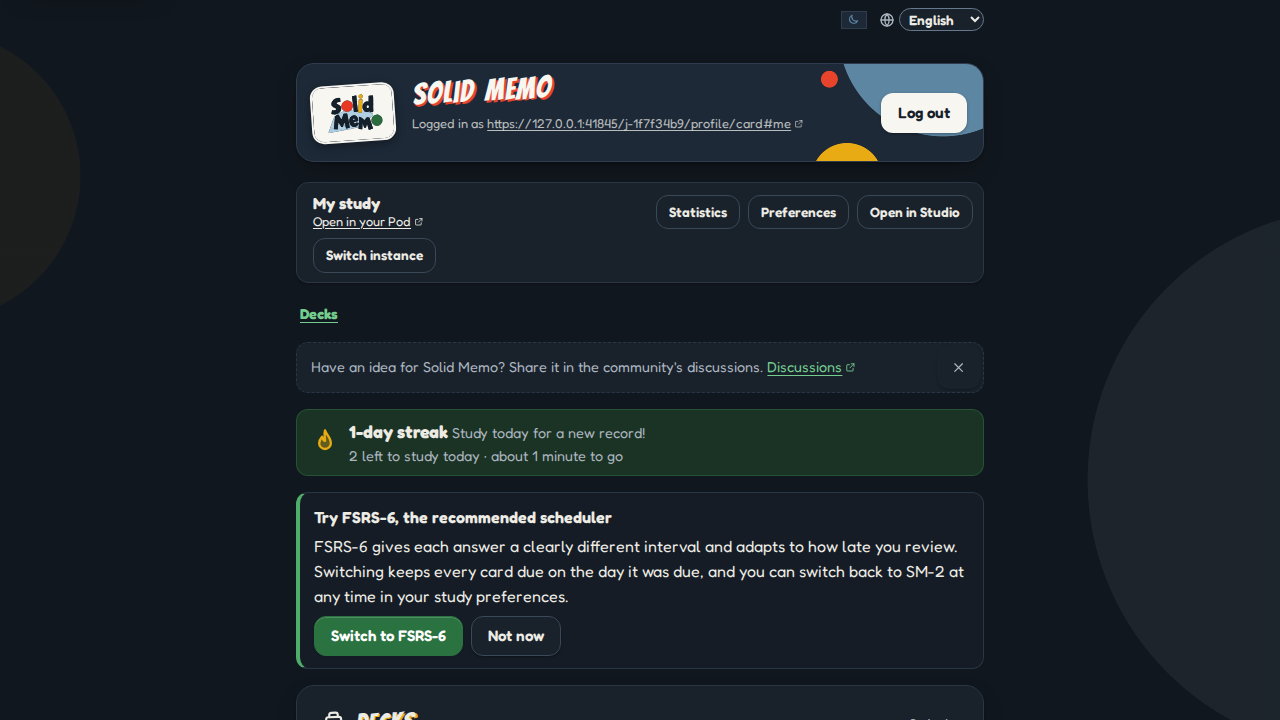 English
Solid Memo
SOLID MEMO
Logged in as https://127.0.0.1:41845/j-1f7f34b9/profile/card#me
Log out
My study
Open in your Pod
Statistics
Preferences
Open in Studio
Switch instance
Decks
Have an idea for Solid Memo? Share it in the community's discussions. Discussions
1-day streak Study today for a new record!
2 left to study today · about 1 minute to go
Try FSRS-6, the recommended scheduler
FSRS-6 gives each answer a clearly different interval and adapts to how late you review.
Switching keeps every card due on the day it was due, and you can switch back to SM-2 at
any time in your study preferences.
Switch to FSRS-6
Not now
DECKS